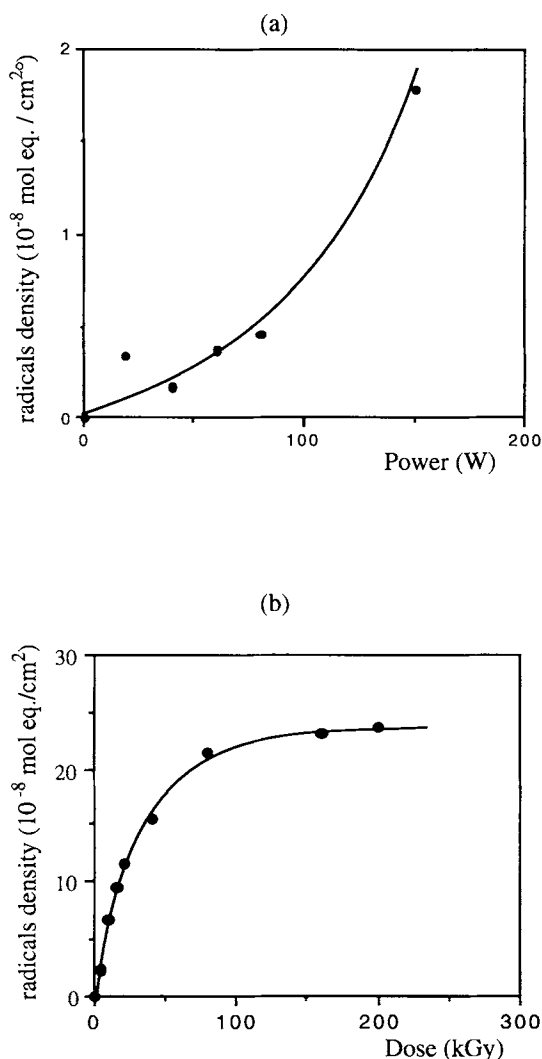 (a)
radicals density (10⁻⁸ mol eq. / cm²°)
2
1
0
0
100
200
Power (W)
(b)
radicals density (10⁻⁸ mol eq./cm²)
30
20
10
0
0
100
200
300
Dose (kGy)